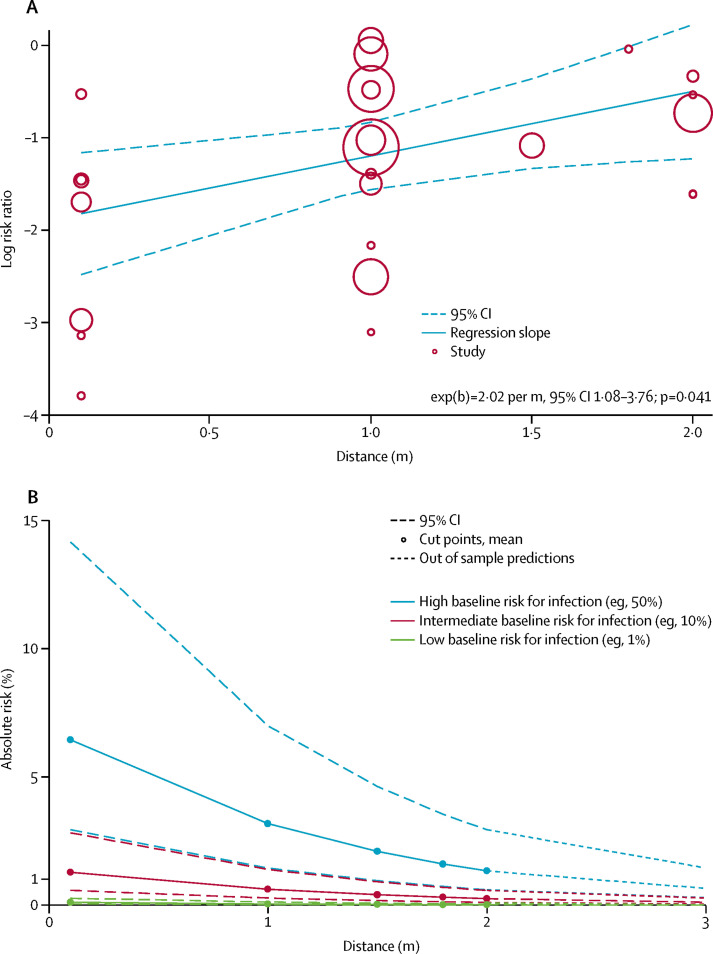 A
0
−1
−2
−3
−4
Log risk ratio
95% CI
Regression slope
Study
exp(b)=2·02 per m, 95% CI 1·08–3·76; p=0·041
0 0·5 1·0 1·5 2·0
Distance (m)
B
15
10
5
1
0
Absolute risk (%)
95% CI
Cut points, mean
Out of sample predictions
High baseline risk for infection (eg, 50%)
Intermediate baseline risk for infection (eg, 10%)
Low baseline risk for infection (eg, 1%)
0 1 2 3
Distance (m)